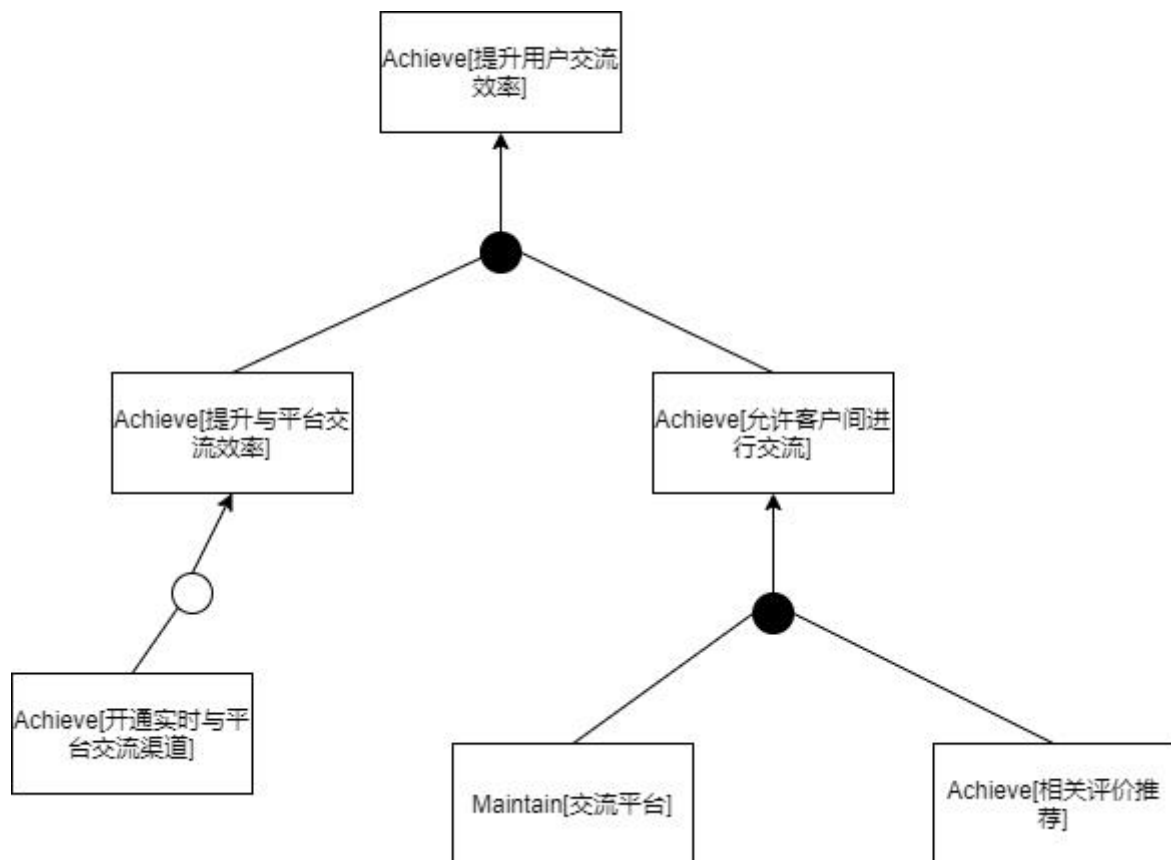 Achieve[提升用户交流
效率]
Achieve[提升与平台交
流效率]
Achieve[允许客户间进
行交流]
Achieve[开通实时与平
台交流渠道]
Maintain[交流平台]
Achieve[相关评价推
荐]